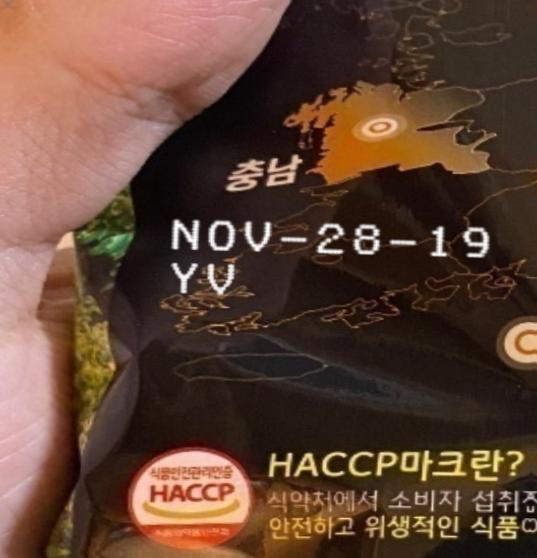 충남
NOV-28-19
YV
식품안전관리인증
HACCP
HACCP마크란?
식약처에서 소비자 섭취
안전하고 위생적인 식품